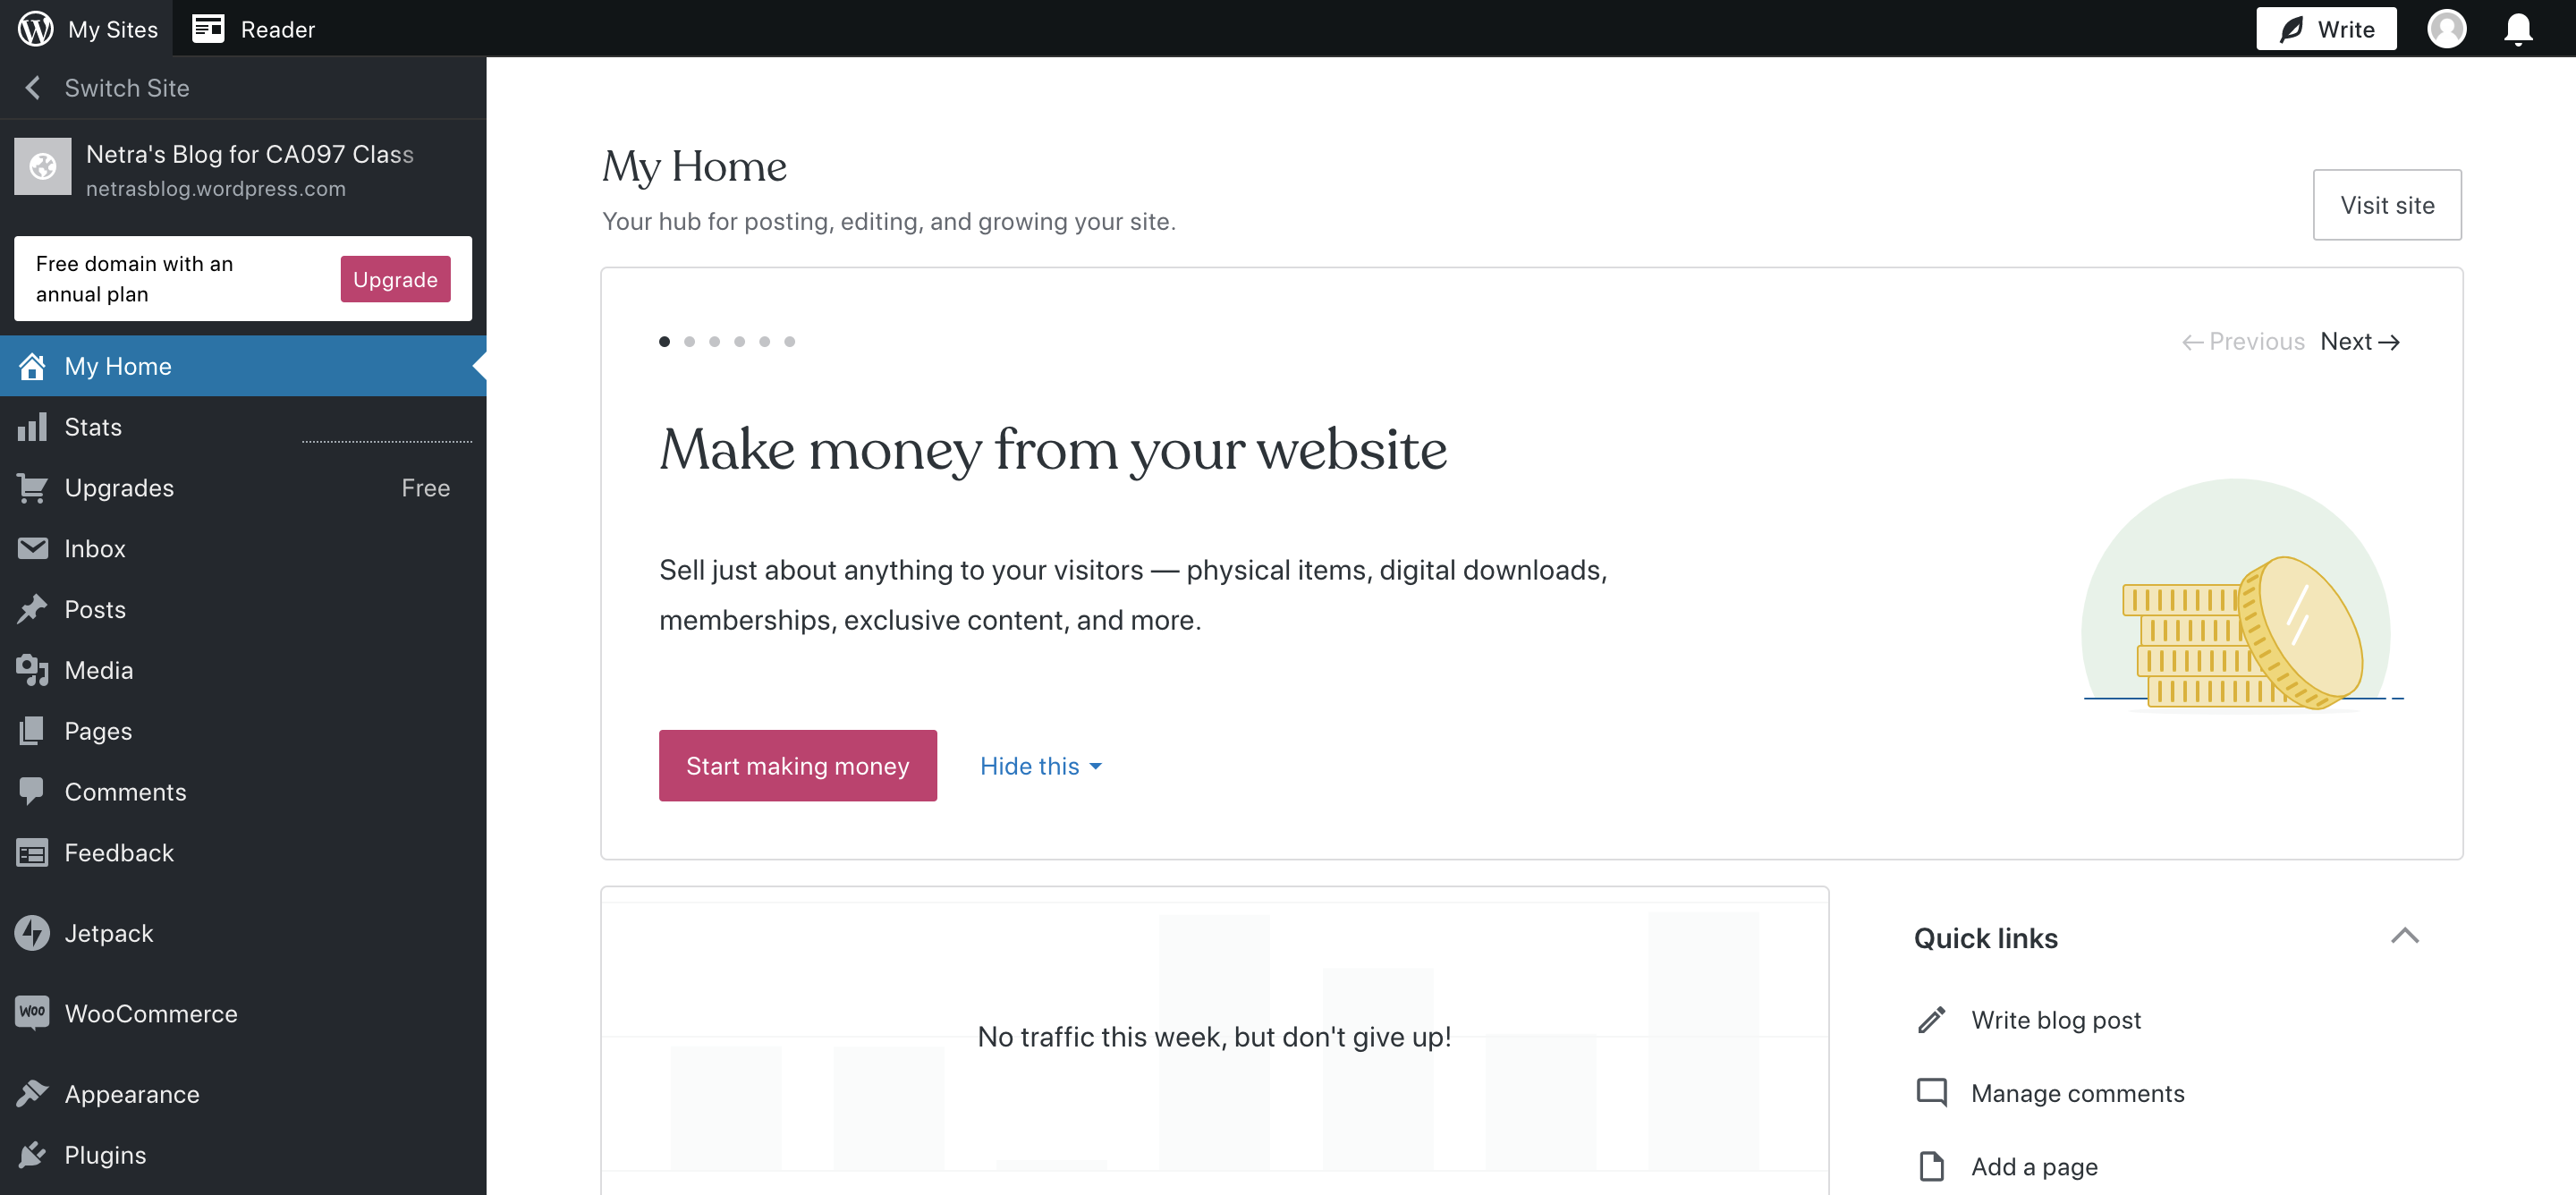 My Sites
Reader
Write
Switch Site
Netra's Blog for CA097 Class
netrasblog.wordpress.com
Free domain with an
annual plan
Upgrade
My Home
Stats
Upgrades Free
Inbox
Posts
Media
Pages
Comments
Feedback
Jetpack
Woo WooCommerce
Appearance
Plugins
My Home
Your hub for posting, editing, and growing your site.
Visit site
← Previous Next →
Make money from your website
Sell just about anything to your visitors — physical items, digital downloads,
memberships, exclusive content, and more.
Start making money
Hide this
No traffic this week, but don't give up!
Quick links
Write blog post
Manage comments
Add a page